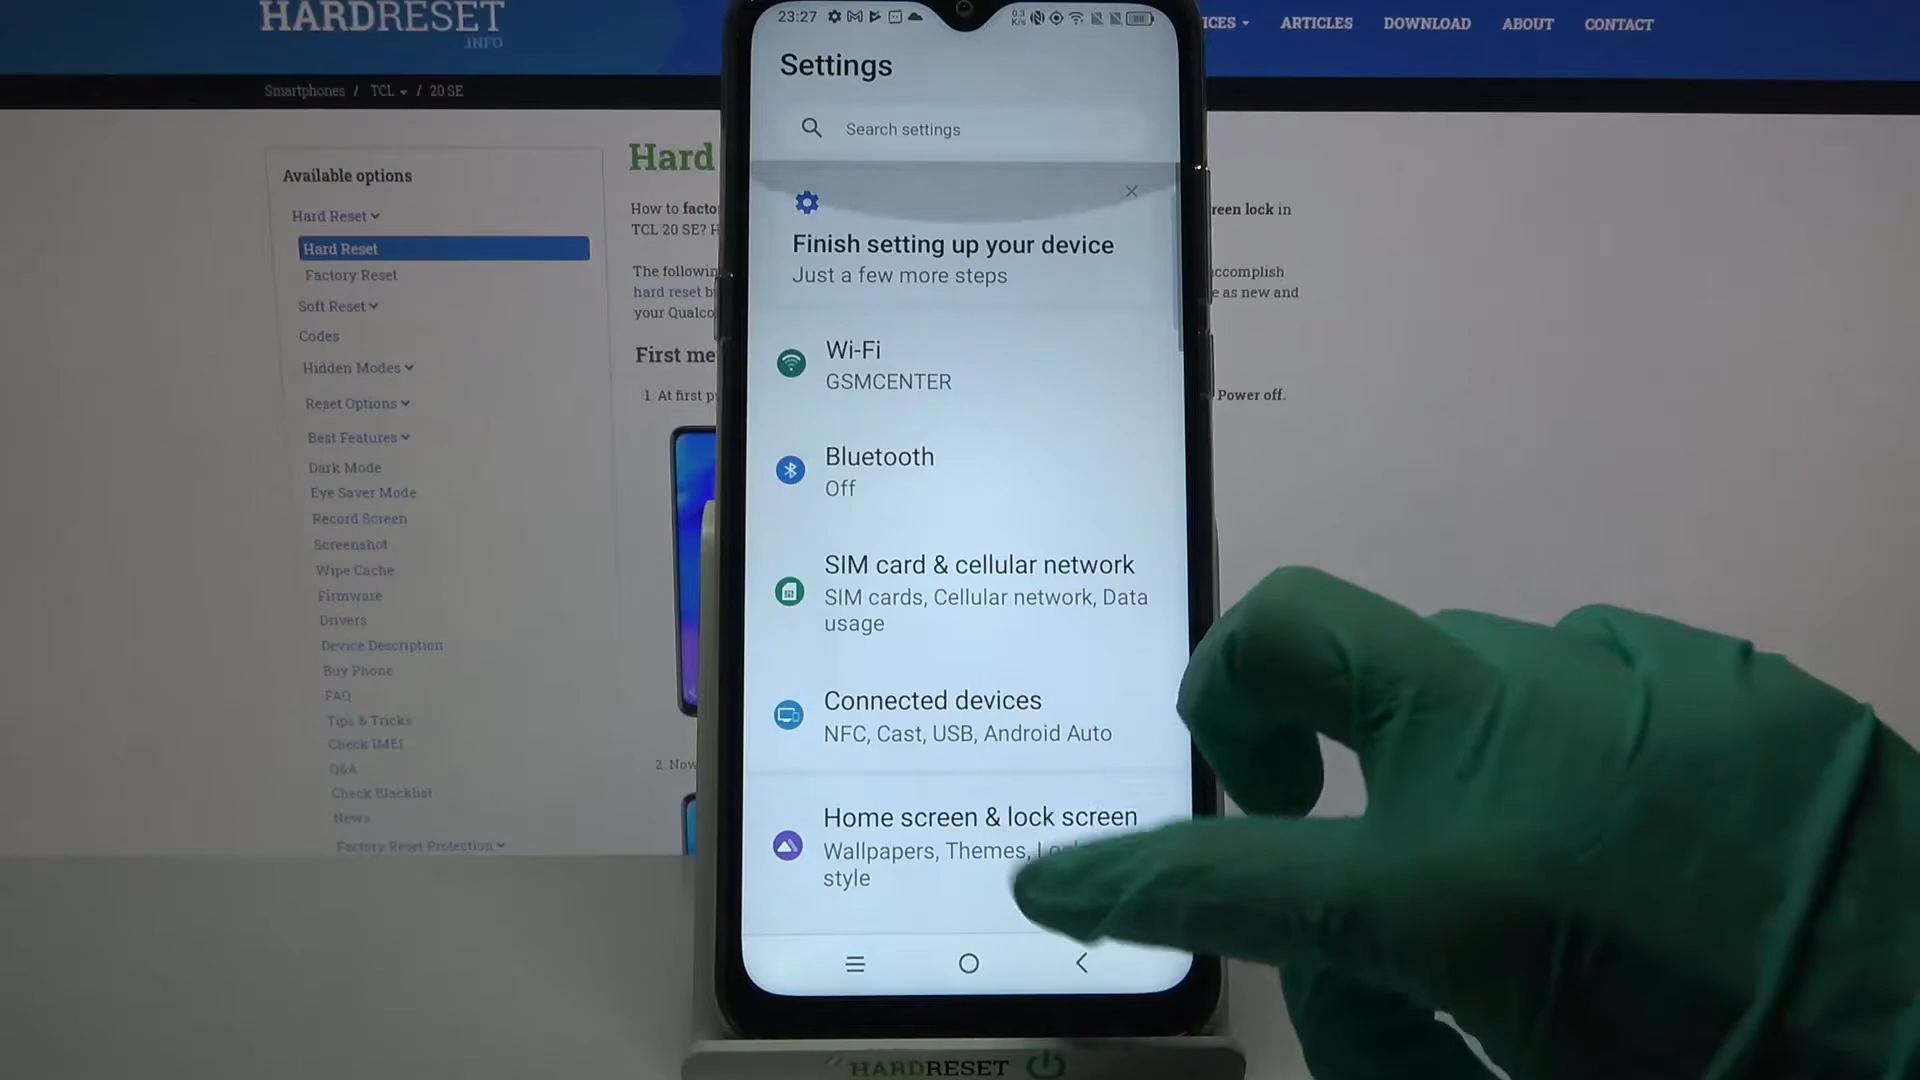 HARDRESET
.INFO
ICES
ARTICLES
DOWNLOAD
ABOUT
CONTACT
Smartphones / TCL / 20 SE
Available options
Hard Reset
Hard Reset
Factory Reset
Soft Reset
Codes
Hidden Modes
Reset Options
Best Features
Dark Mode
Eye Saver Mode
Record Screen
Screenshot
Wipe Cache
Firmware
Drivers
Device Description
Buy Phone
FAQ
Tips & Tricks
Check IMEI
Q&A
Check Blacklist
News
Factory Reset Protection
Hard
How to facto
reen lock in
TCL 20 SE? H
The followin
accomplish
hard reset b
e as new and
your Qualco
First me
1 At first p
Power off.
2 Now
23:27
0.3
K/s
Settings
Search settings
Finish setting up your device
Just a few more steps
Wi-Fi
GSMCENTER
Bluetooth
Off
SIM card & cellular network
SIM cards, Cellular network, Data
usage
Connected devices
NFC, Cast, USB, Android Auto
Home screen & lock screen
Wallpapers, Themes,
style
HARDRESET